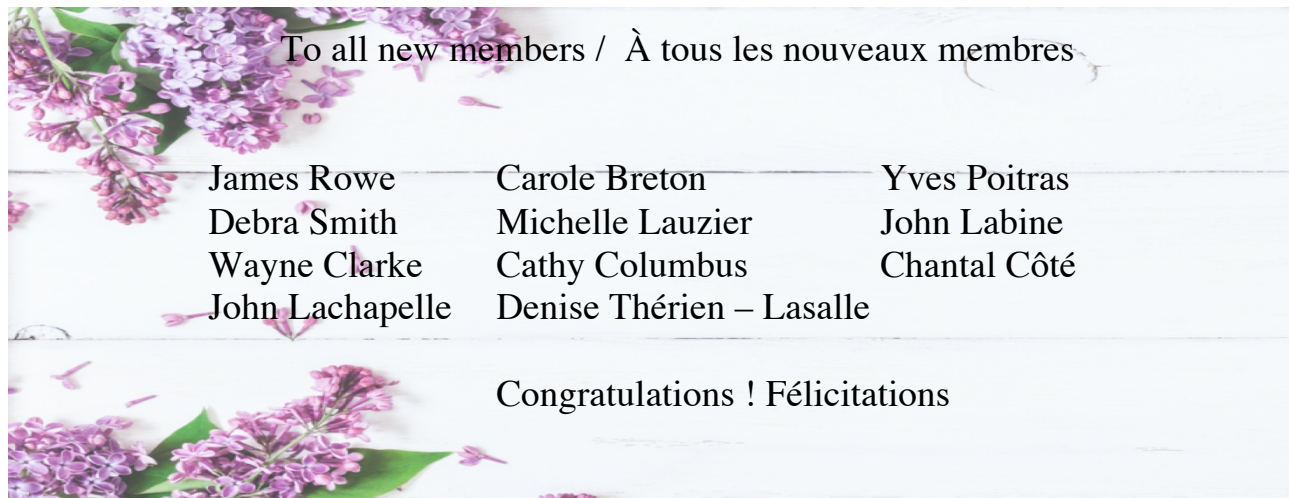 To all new members /  À tous les nouveaux membres
James Rowe Carole Breton Yves Poitras
Debra Smith Michelle Lauzier John Labine
Wayne Clarke Cathy Columbus Chantal Côté
John Lachapelle Denise Thérien – Lasalle
Congratulations ! Félicitations